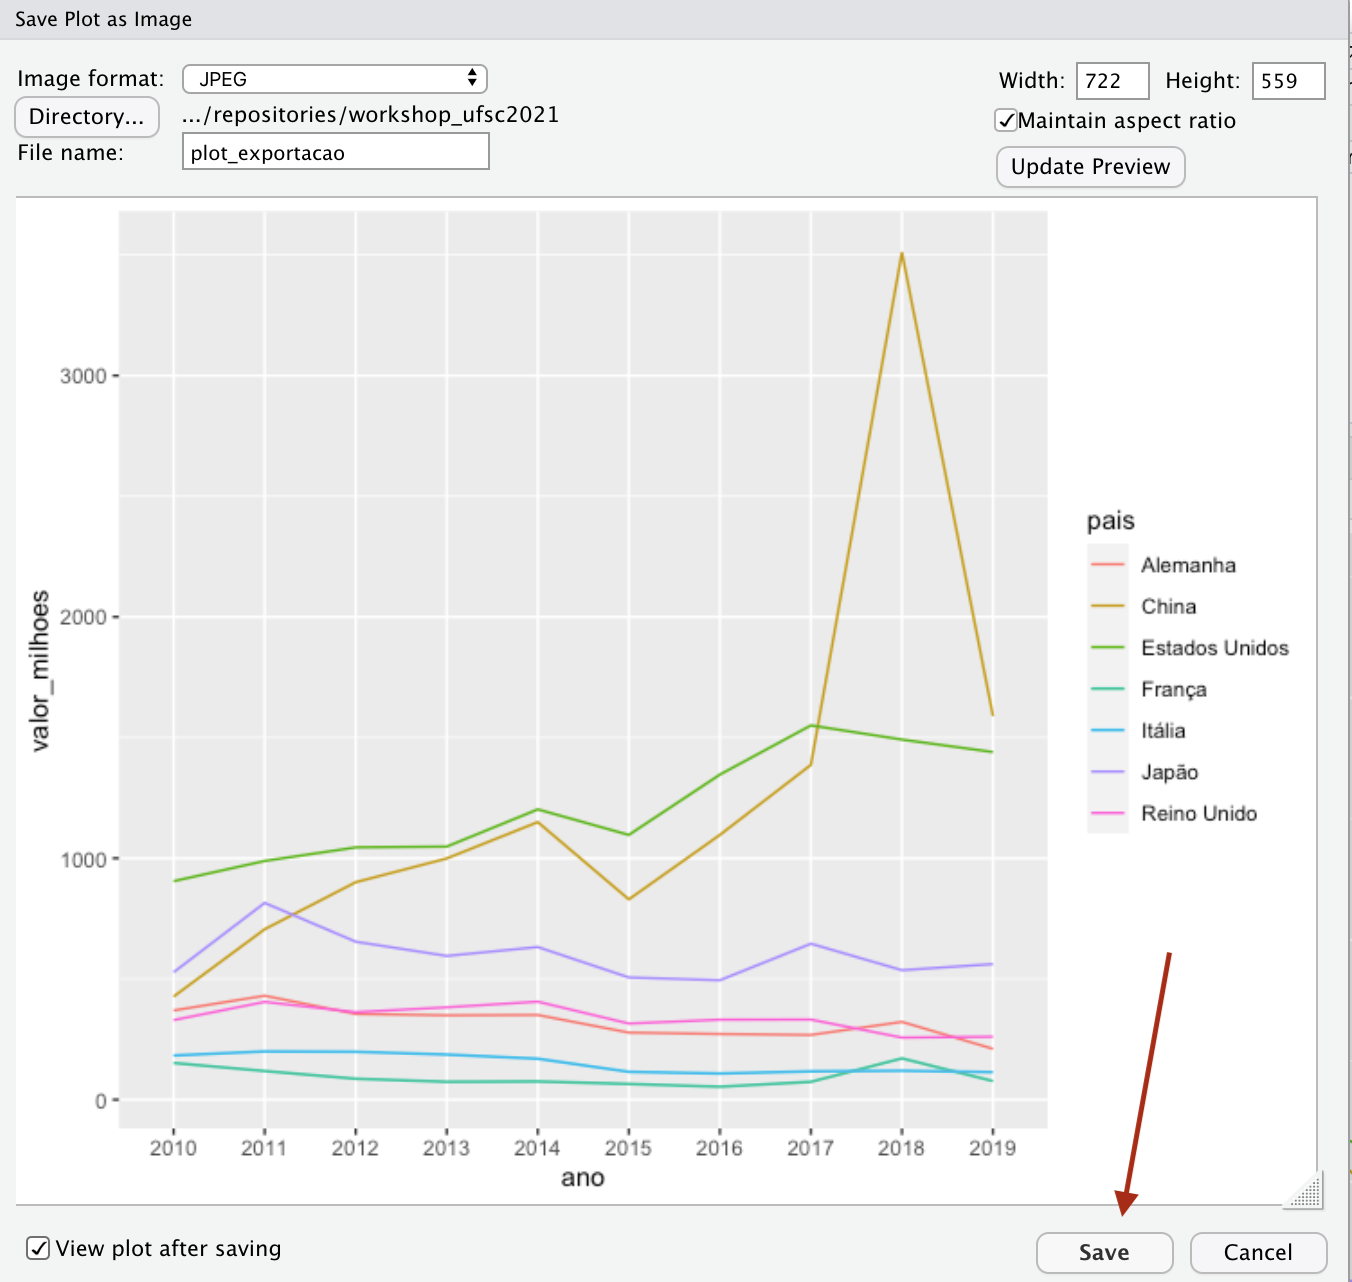 Save Plot as Image
Image format: JPEG
Width: 722 Height: 559
Directory... .../repositories/workshop_ufsc2021
Maintain aspect ratio
File name: plot_exportacao
Update Preview
3000
2000
1000
0
valor_milhoes
2010 2011 2012 2013 2014 2015 2016 2017 2018 2019
ano
pais
Alemanha
China
Estados Unidos
França
Itália
Japão
Reino Unido
View plot after saving
Save Cancel